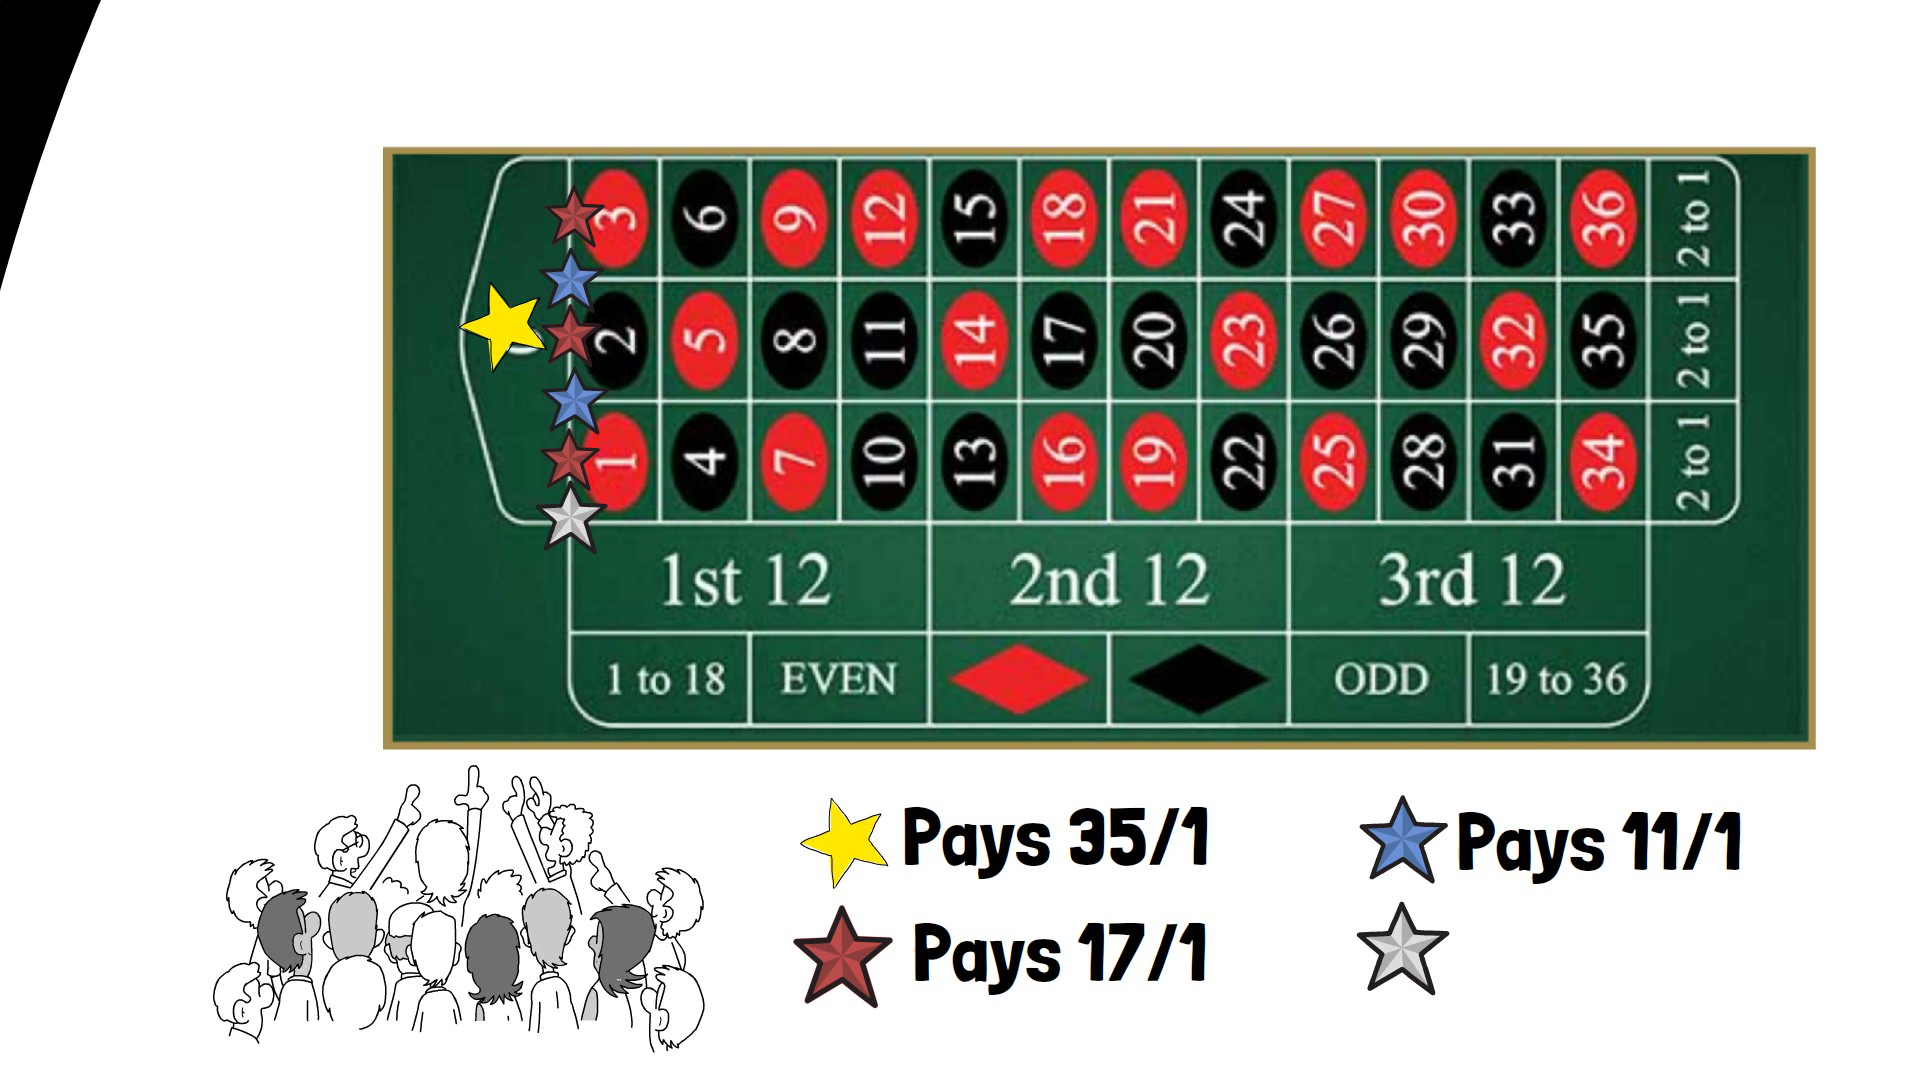 3 6 9 12 15 18 21 24 27 30 33 36 2 to 1
2 5 8 11 14 17 20 23 26 29 32 35 2 to 1
1 4 7 10 13 16 19 22 25 28 31 34 2 to 1
1st 12 2nd 12 3rd 12
1 to 18 EVEN ODD 19 to 36
Pays 35/1 Pays 11/1
Pays 17/1